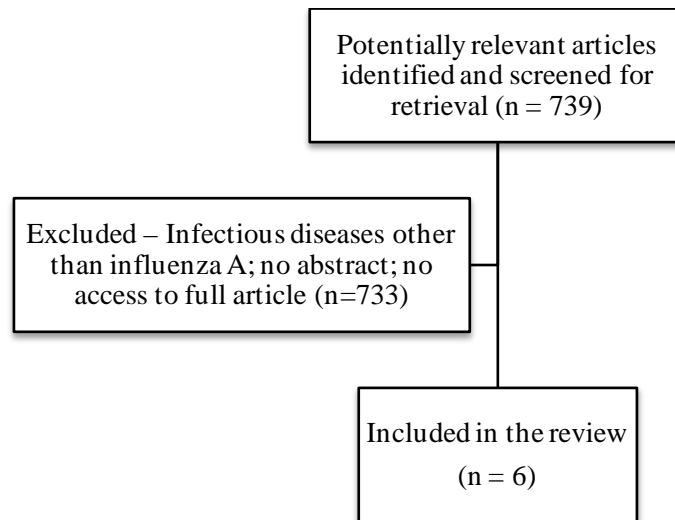 Potentially relevant articles
identified and screened for
retrieval (n = 739)
Excluded – Infectious diseases other
than influenza A; no abstract; no
access to full article (n=733)
Included in the review
(n = 6)